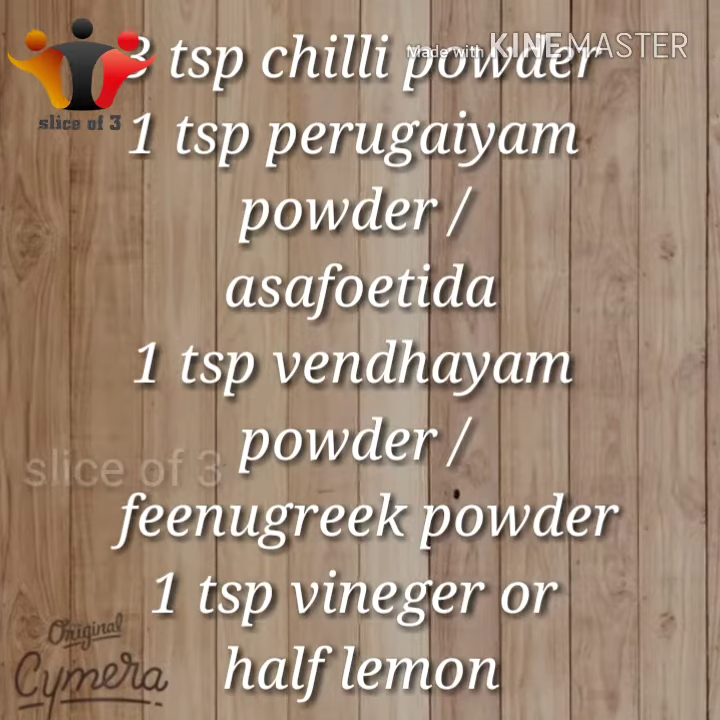 3 tsp chilli powder
Made with KINEMASTER
slice of 3
1 tsp perugaiyam
powder /
asafoetida
1 tsp vendhayam
powder /
slice of 3
feenugreek powder
1 tsp vineger or
half lemon
Original
Cymera